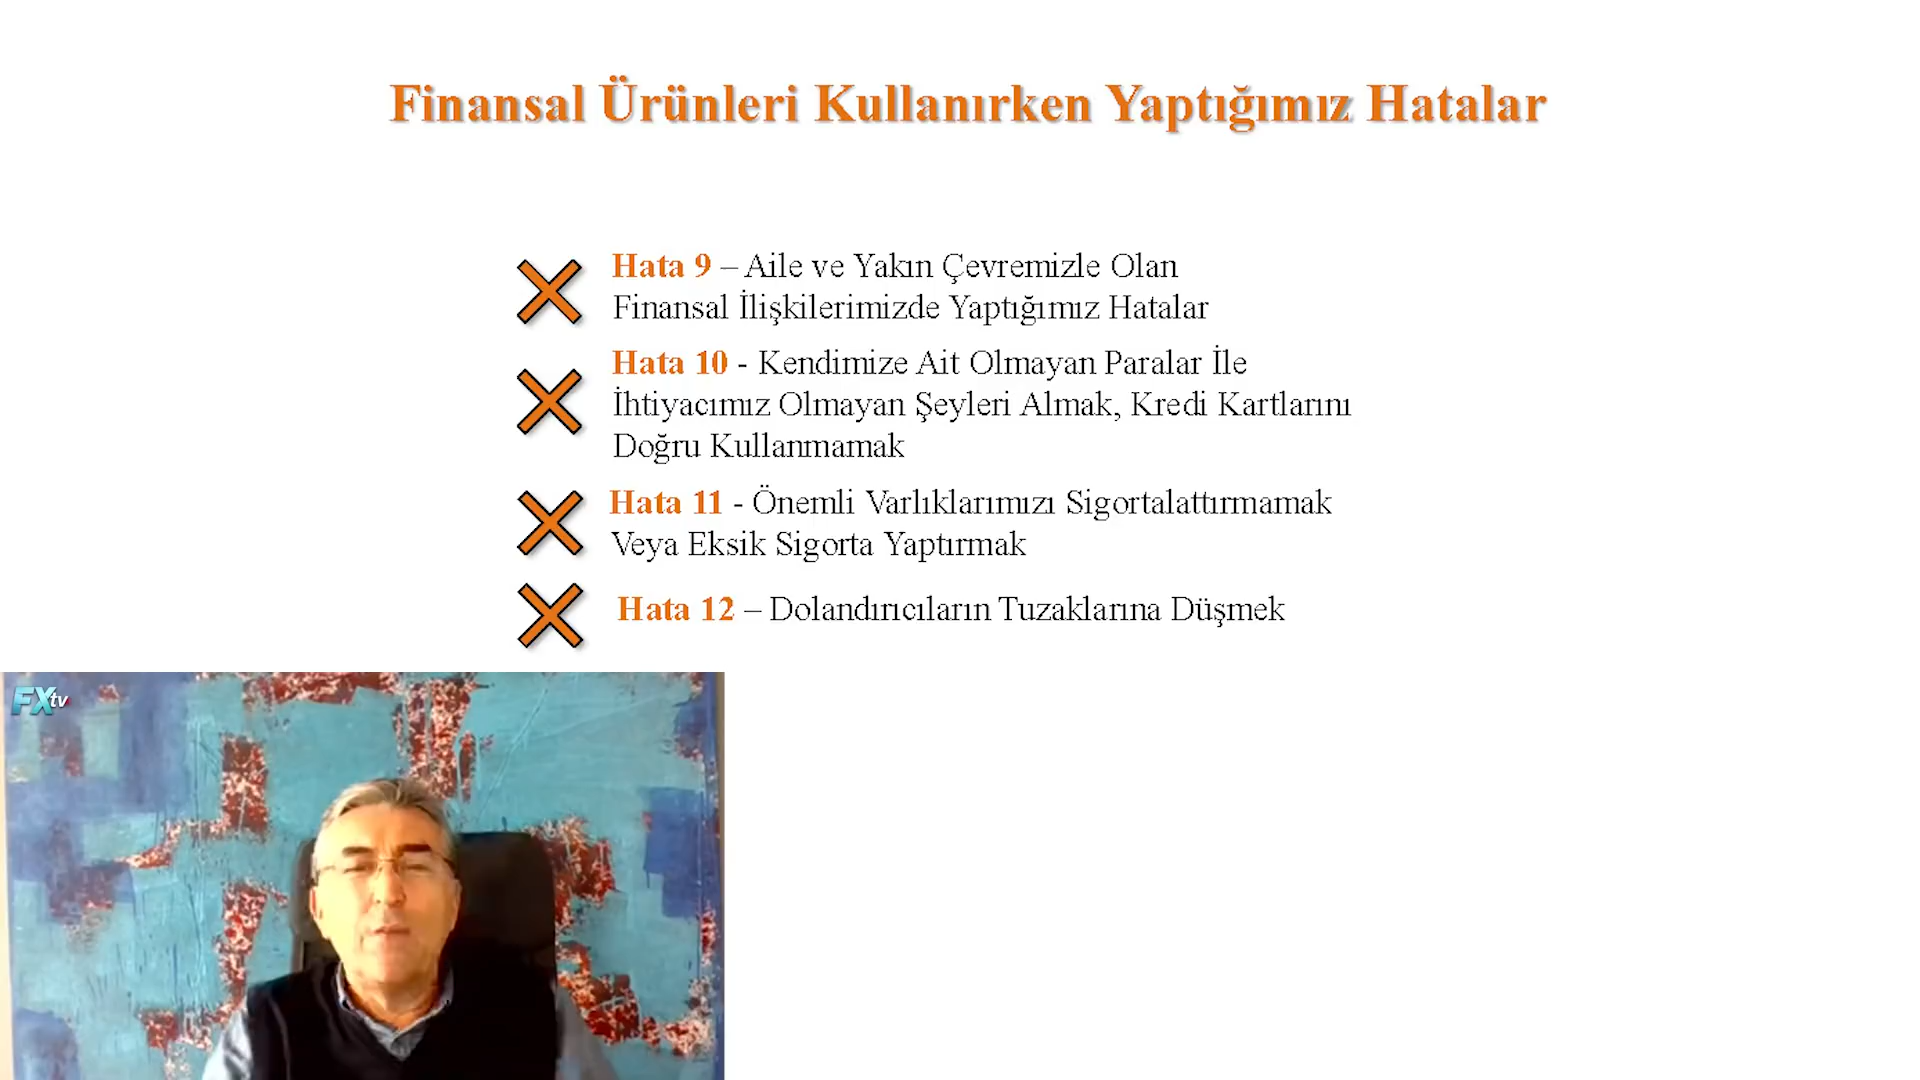 Finansal Ürünleri Kullanırken Yaptığımız Hatalar
Hata 9 – Aile ve Yakın Çevremizle Olan
Finansal İlişkilerimizde Yaptığımız Hatalar
Hata 10 - Kendimize Ait Olmayan Paralar İle
İhtiyacımız Olmayan Şeyleri Almak, Kredi Kartlarını
Doğru Kullanmamak
Hata 11 - Önemli Varlıklarımızı Sigortalattırmamak
Veya Eksik Sigorta Yaptırmak
Hata 12 – Dolandırıcıların Tuzaklarına Düşmek
FXtv